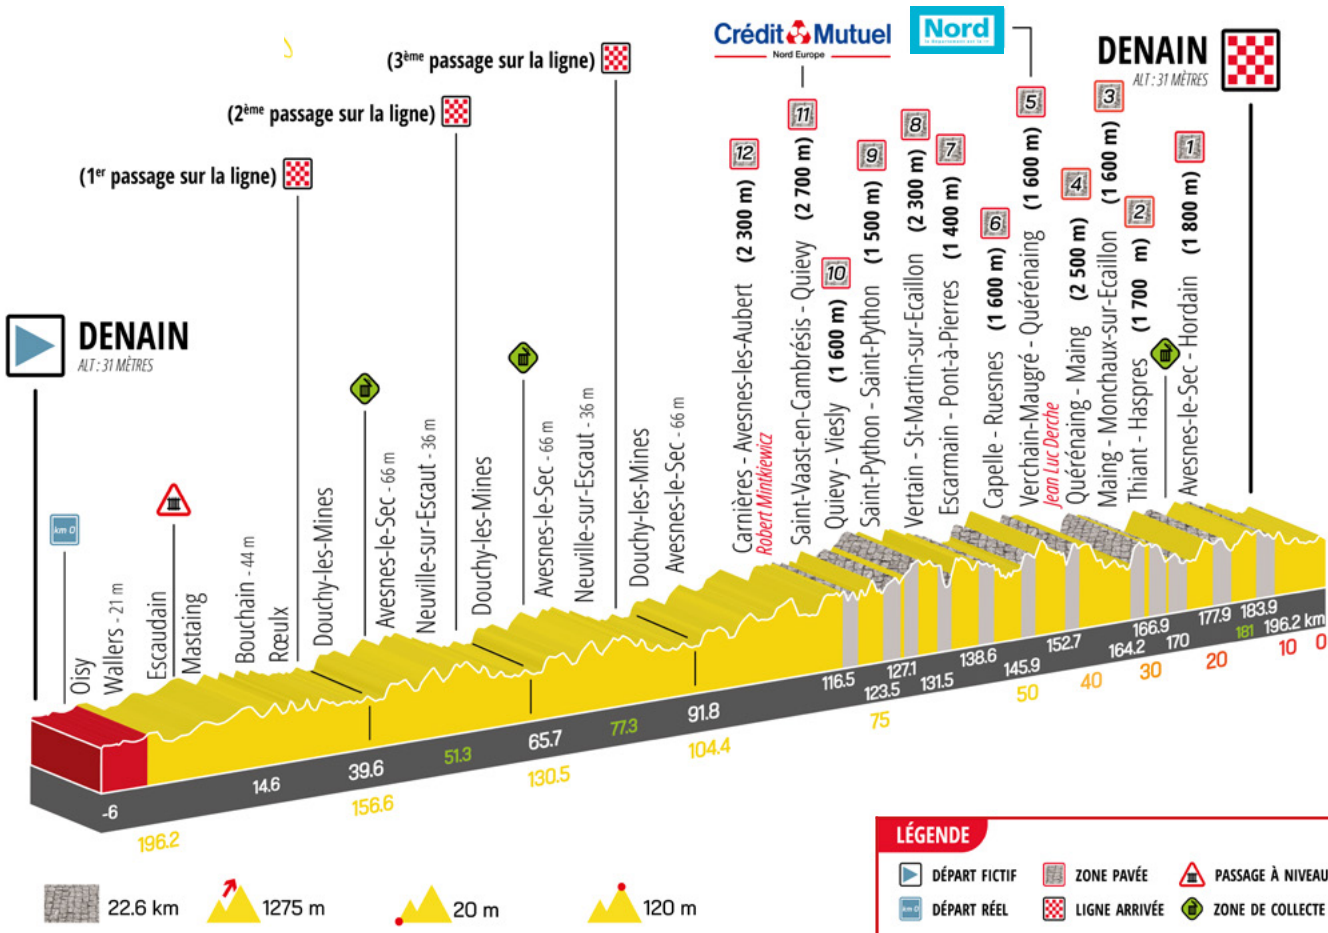 Crédit Mutuel
Nord Europe
Nord
DENAIN
ALT : 31 MÈTRES
(3ème passage sur la ligne)
(2ème passage sur la ligne)
(1er passage sur la ligne)
DENAIN
ALT : 31 MÈTRES
km 0
Oisy
Wallers - 21 m
Escaudain
Mastaing
Bouchain - 44 m
Rœulx
Douchy-les-Mines
Avesnes-le-Sec - 66 m
Neuville-sur-Escaut - 36 m
Douchy-les-Mines
Avesnes-le-Sec - 66 m
Neuville-sur-Escaut - 36 m
Douchy-les-Mines
Avesnes-le-Sec - 66 m
12
Carnières - Avesnes-les-Aubert (2 300 m)
Robert Mintkiewicz
11
Saint-Vaast-en-Cambrésis - Quievy (2 700 m)
10
Quievy - Viesly (1 600 m)
9
Saint-Python - Saint-Python (1 500 m)
8
Vertain - St-Martin-sur-Ecaillon (2 300 m)
7
Escarmain - Pont-à-Pierres (1 400 m)
6
Capelle - Ruesnes (1 600 m)
5
Verchain-Maugré - Quérénaing (1 600 m)
Jean Luc Derche
4
Quérénaing - Maing (2 500 m)
3
Maing - Monchaux-sur-Ecaillon (1 600 m)
2
Thiant - Haspres (1 700 m)
1
Avesnes-le-Sec - Hordain (1 800 m)
-6
14.6
39.6
51.3
65.7
77.3
91.8
116.5
123.5
127.1
131.5
138.6
145.9
152.7
164.2
166.9
170
177.9
181
183.9
196.2 km
196.2
156.6
130.5
104.4
75
50
40
30
20
10
0
22.6 km
1275 m
20 m
120 m
LÉGENDE
DÉPART FICTIF
ZONE PAVÉE
PASSAGE À NIVEAU
km 0
DÉPART RÉEL
LIGNE ARRIVÉE
ZONE DE COLLECTE